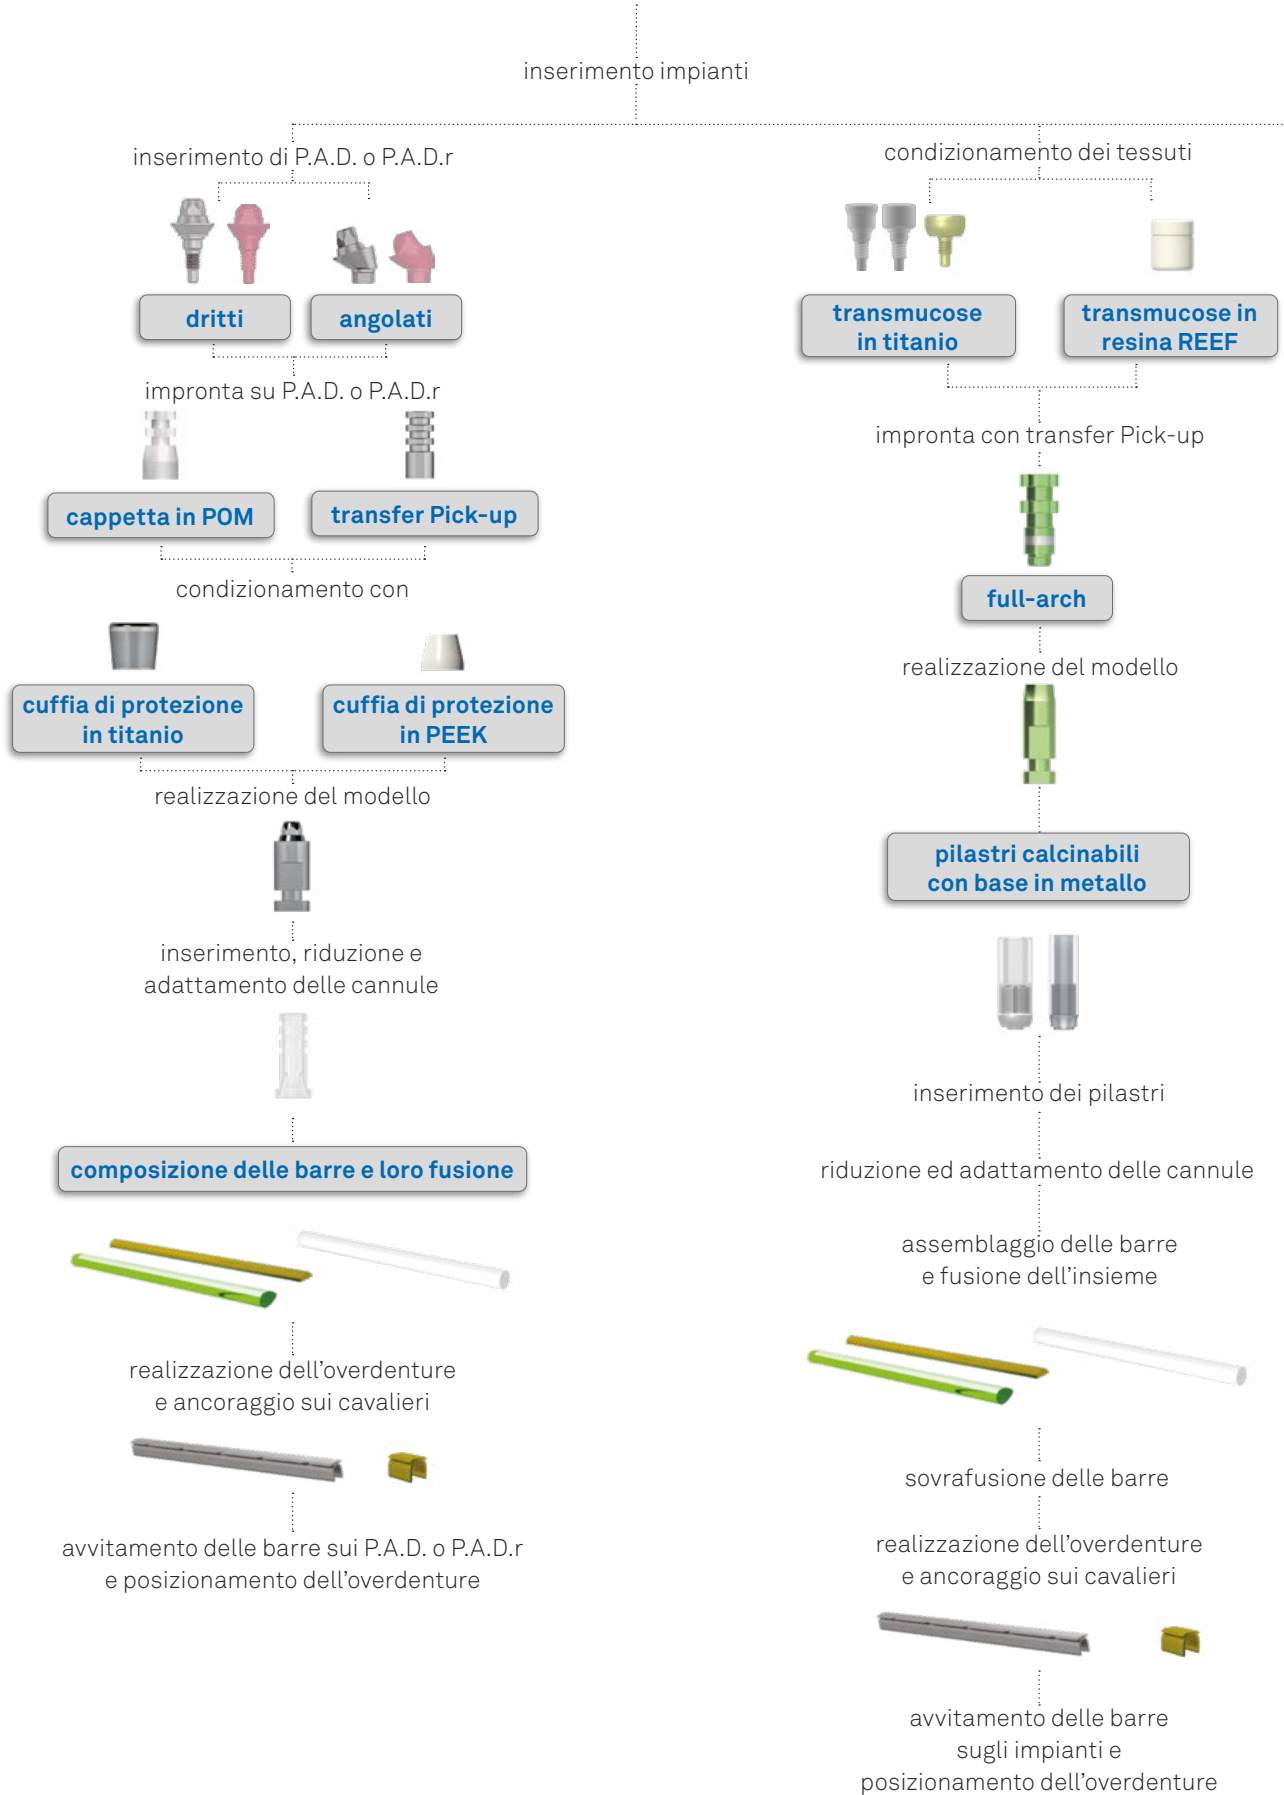 inserimento impianti
inserimento di P.A.D. o P.A.D.r
dritti
angolati
impronta su P.A.D. o P.A.D.r
cappetta in POM
transfer Pick-up
condizionamento con
cuffia di protezione
in titanio
cuffia di protezione
in PEEK
realizzazione del modello
inserimento, riduzione e
adattamento delle cannule
composizione delle barre e loro fusione
realizzazione dell’overdenture
e ancoraggio sui cavalieri
avvitamento delle barre sui P.A.D. o P.A.D.r
e posizionamento dell’overdenture
condizionamento dei tessuti
transmucose
in titanio
transmucose in
resina REEF
impronta con transfer Pick-up
full-arch
realizzazione del modello
pilastri calcinabili
con base in metallo
inserimento dei pilastri
riduzione ed adattamento delle cannule
assemblaggio delle barre
e fusione dell’insieme
sovrafusione delle barre
realizzazione dell’overdenture
e ancoraggio sui cavalieri
avvitamento delle barre
sugli impianti e
posizionamento dell’overdenture